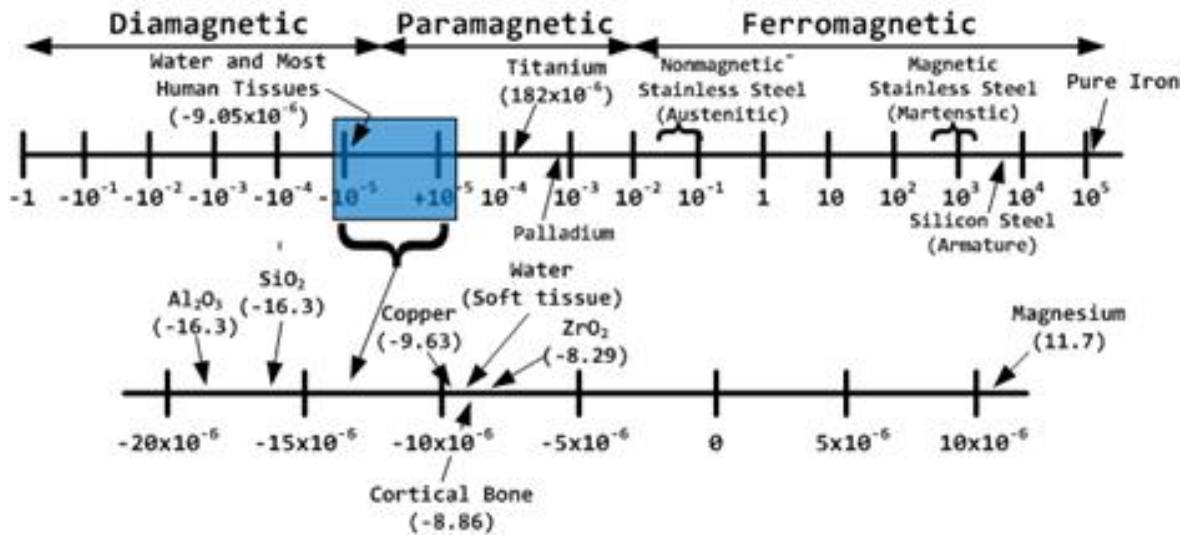 Diamagnetic Paramagnetic Ferromagnetic
Water and Most
Human Tissues
(-9.05x10⁻⁶)
Titanium
(182x10⁻⁶)
"Nonmagnetic"
Stainless Steel
(Austenitic)
Magnetic
Stainless Steel
(Martenstic)
Pure Iron
-1 -10⁻¹ -10⁻² -10⁻³ -10⁻⁴ -10⁻⁵ +10⁻⁵ 10⁻⁴ 10⁻³ 10⁻² 10⁻¹ 1 10 10² 10³ 10⁴ 10⁵
Palladium
Silicon Steel
(Armature)
Al₂O₃
(-16.3)
SiO₂
(-16.3)
Copper
(-9.63)
Water
(Soft tissue)
ZrO₂
(-8.29)
Magnesium
(11.7)
-20x10⁻⁶ -15x10⁻⁶ -10x10⁻⁶ -5x10⁻⁶ 0 5x10⁻⁶ 10x10⁻⁶
Cortical Bone
(-8.86)